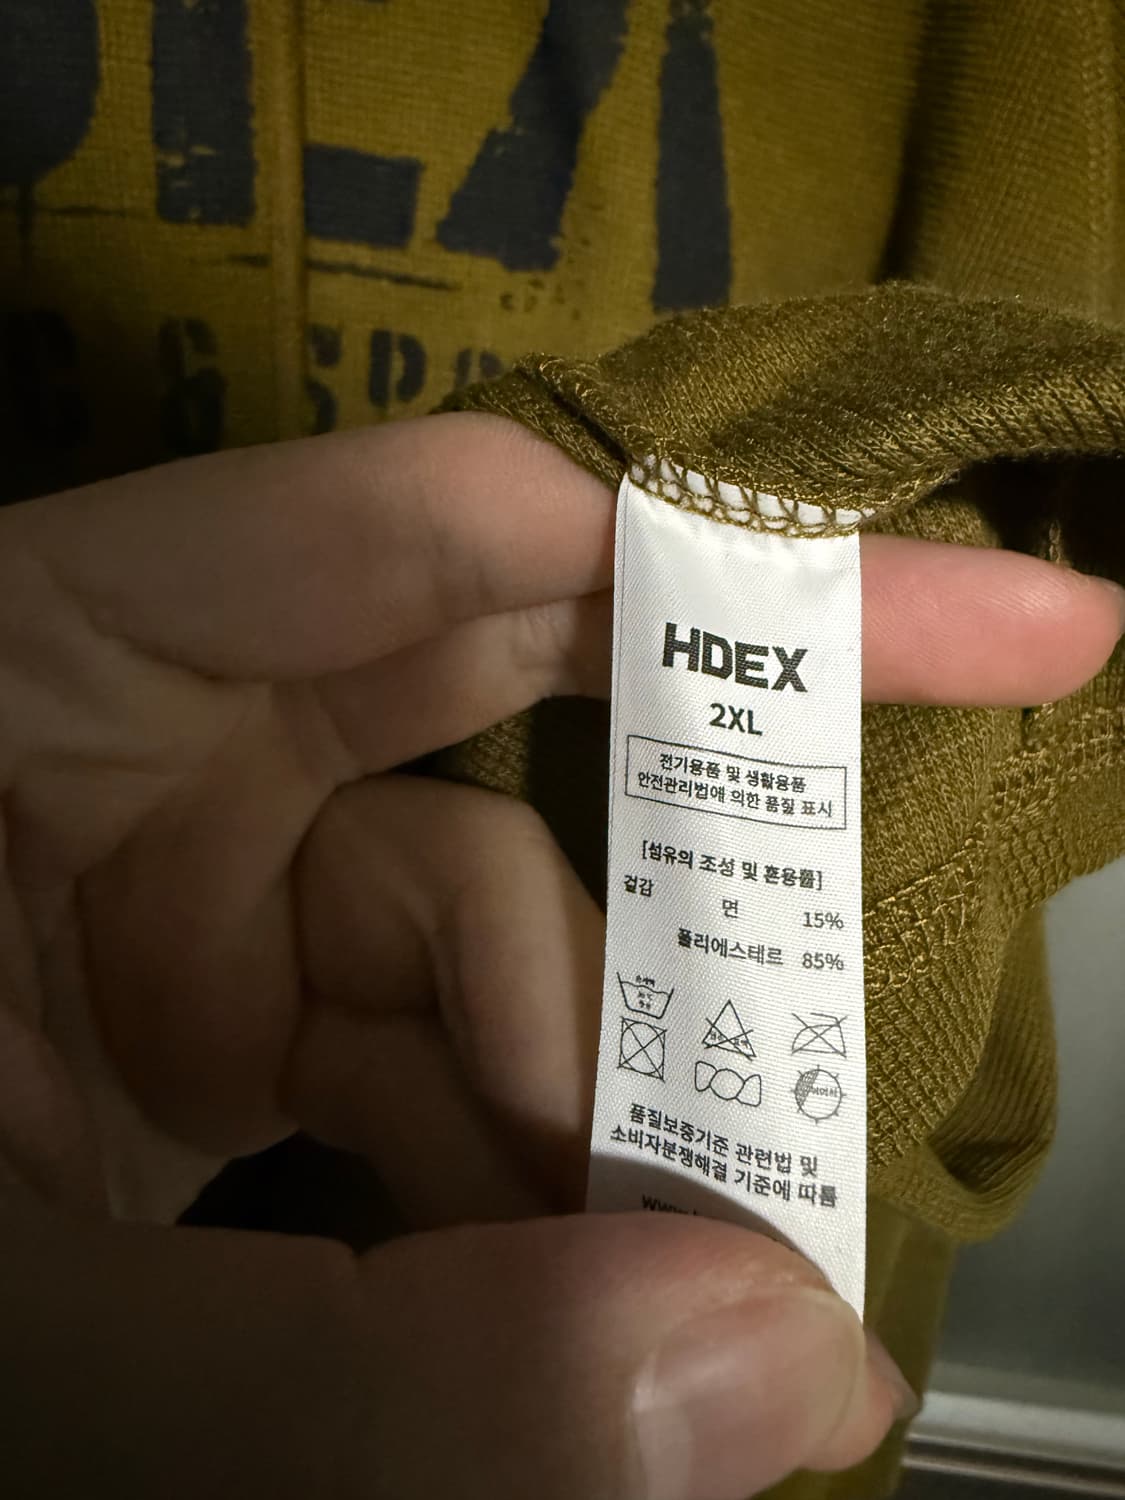 6 SPO
HDEX
2XL
전기용품 및 생활용품
안전관리법에 의한 품질 표시
[섬유의 조성 및 혼용률]
겉감
면 15%
폴리에스테르 85%
품질보증기준 관련법 및
소비자분쟁해결 기준에 따름
www.